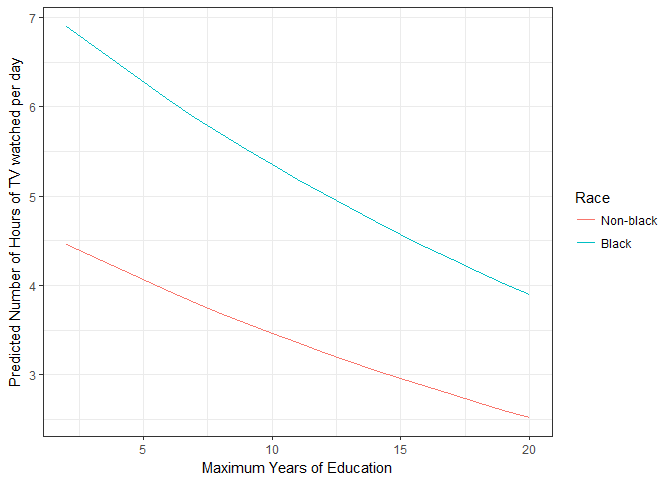 7
6
5
4
3
Predicted Number of Hours of TV watched per day
5
10
15
20
Maximum Years of Education
Race
Non-black
Black